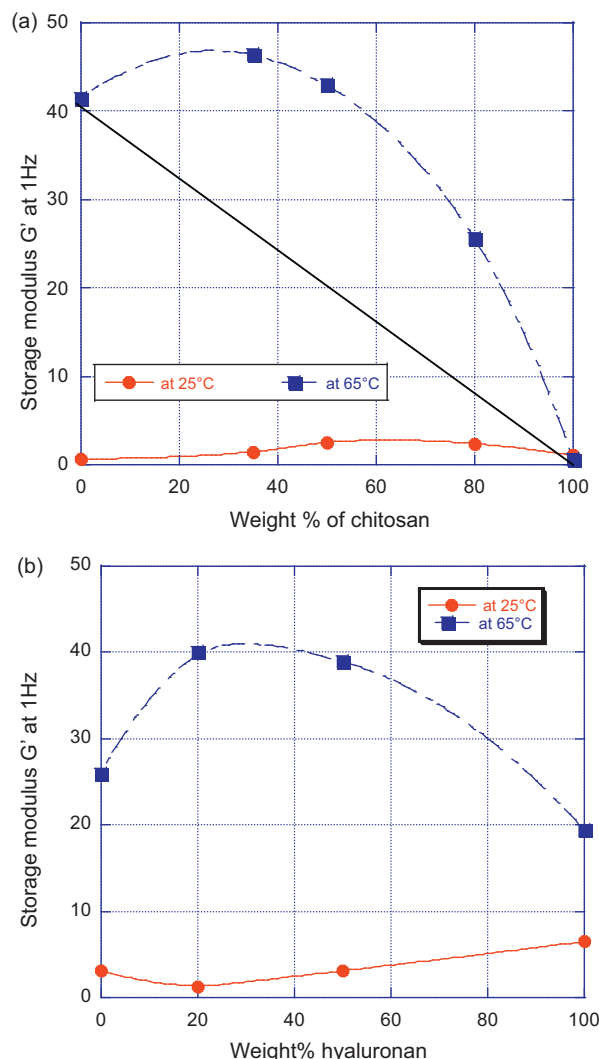 (a)
50
40
30
20
10
0
Storage modulus G' at 1Hz
at 25°C at 65°C
0 20 40 60 80 100
Weight % of chitosan
(b)
50
40
30
20
10
0
Storage modulus G' at 1Hz
at 25°C
at 65°C
0 20 40 60 80 100
Weight% hyaluronan